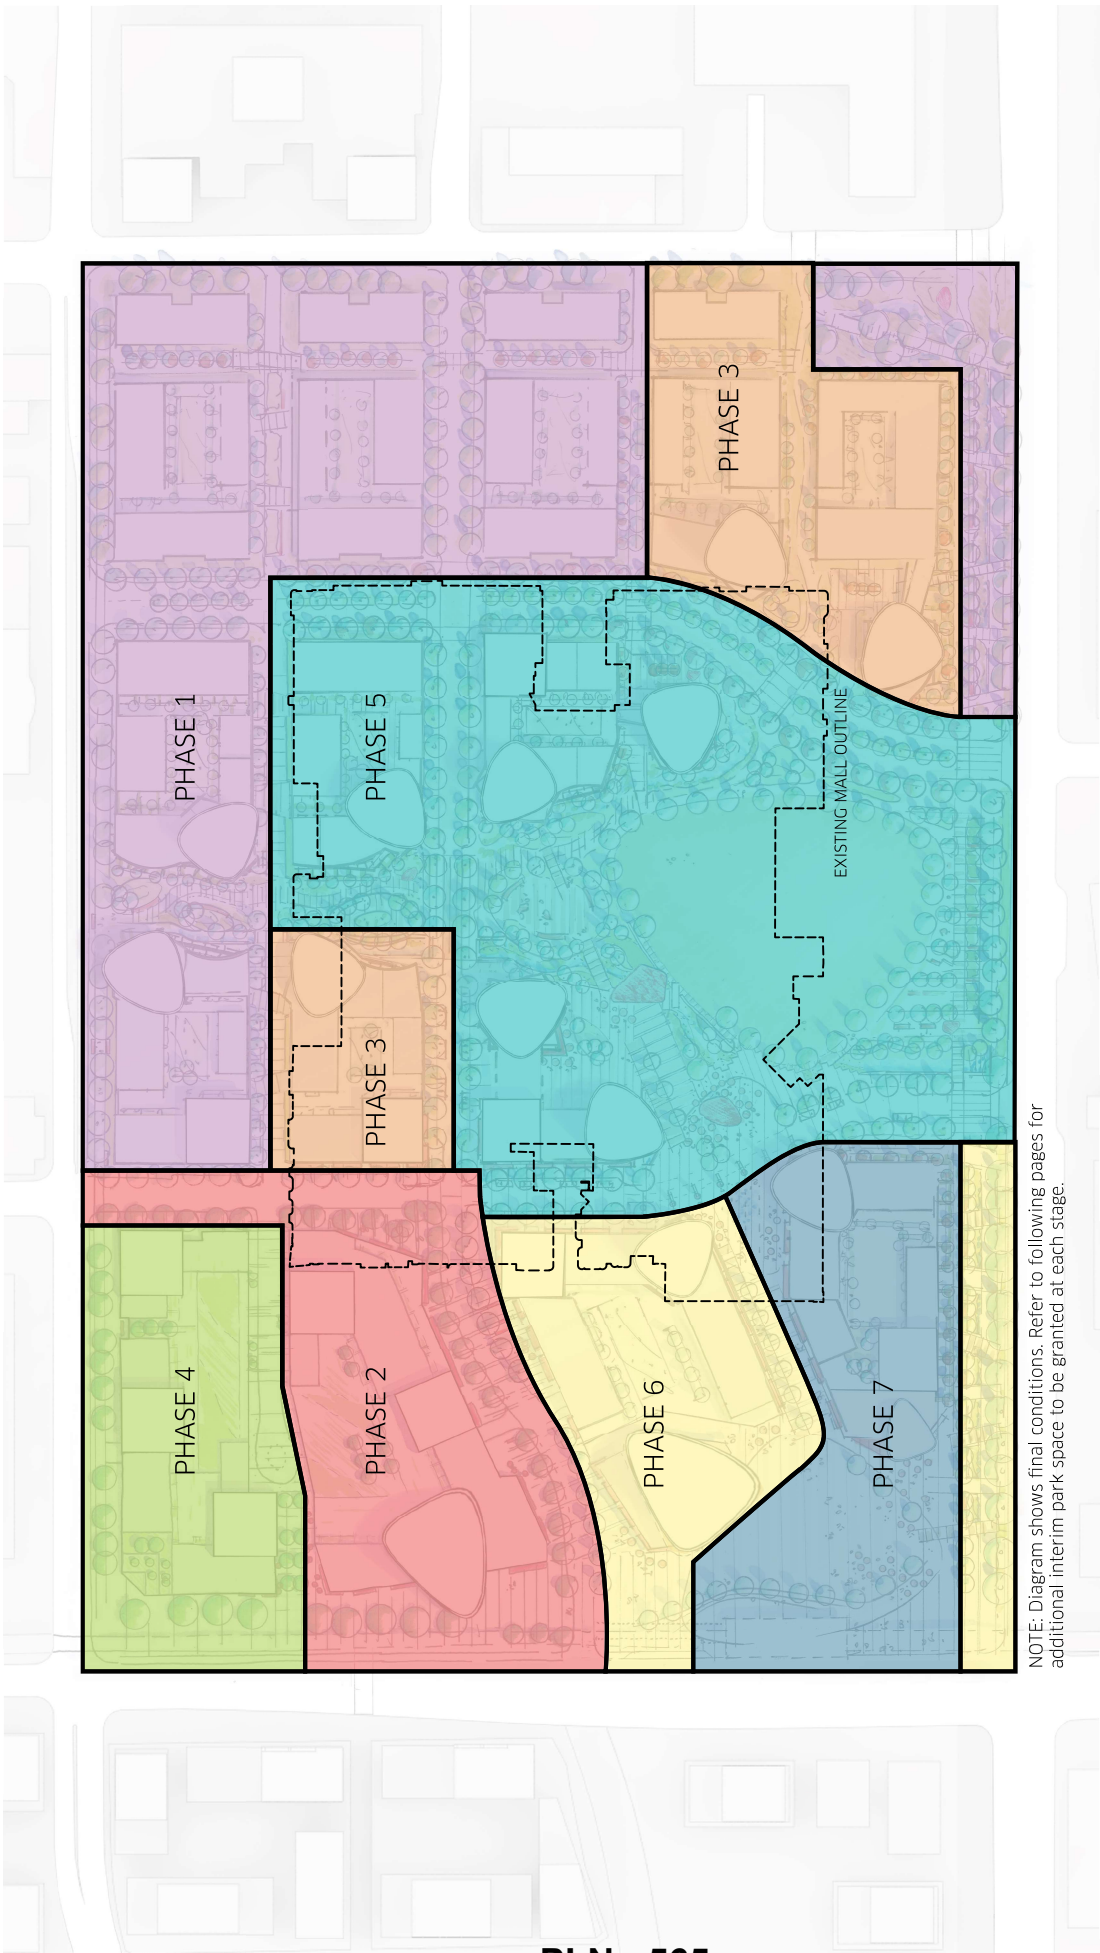 PHASE 1
PHASE 3
PHASE 5
EXISTING MALL OUTLINE
PHASE 3
PHASE 4
PHASE 2
PHASE 6
PHASE 7
NOTE: Diagram shows final conditions. Refer to following pages for
additional interim park space to be granted at each stage.